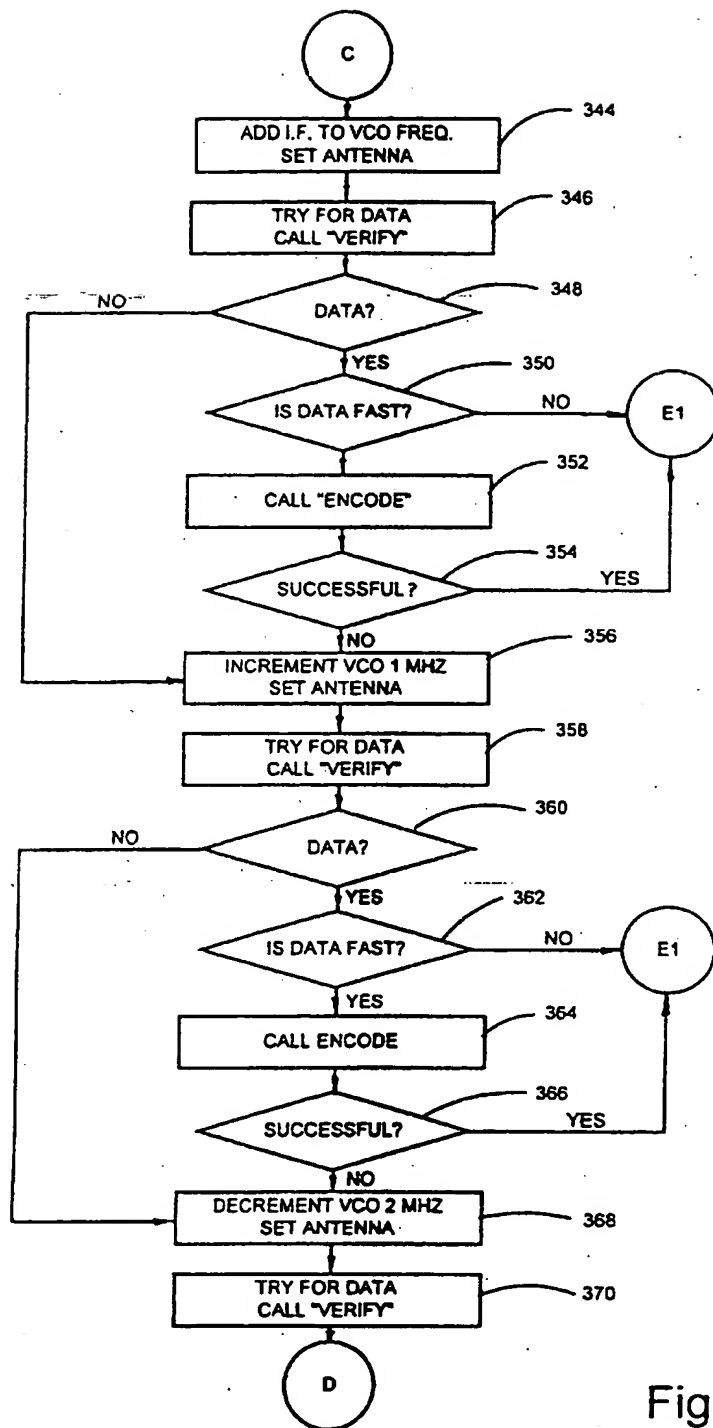 C
ADD I.F. TO VCO FREQ.
SET ANTENNA
344
TRY FOR DATA
CALL "VERIFY"
346
DATA?
348
NO
YES
350
IS DATA FAST?
NO
E1
CALL "ENCODE"
352
SUCCESSFUL?
354
YES
NO
INCREMENT VCO 1 MHZ
SET ANTENNA
356
TRY FOR DATA
CALL "VERIFY"
358
DATA?
360
NO
YES
362
IS DATA FAST?
NO
E1
YES
CALL ENCODE
364
SUCCESSFUL?
366
YES
NO
DECREMENT VCO 2 MHZ
SET ANTENNA
368
TRY FOR DATA
CALL "VERIFY"
370
D
Fig